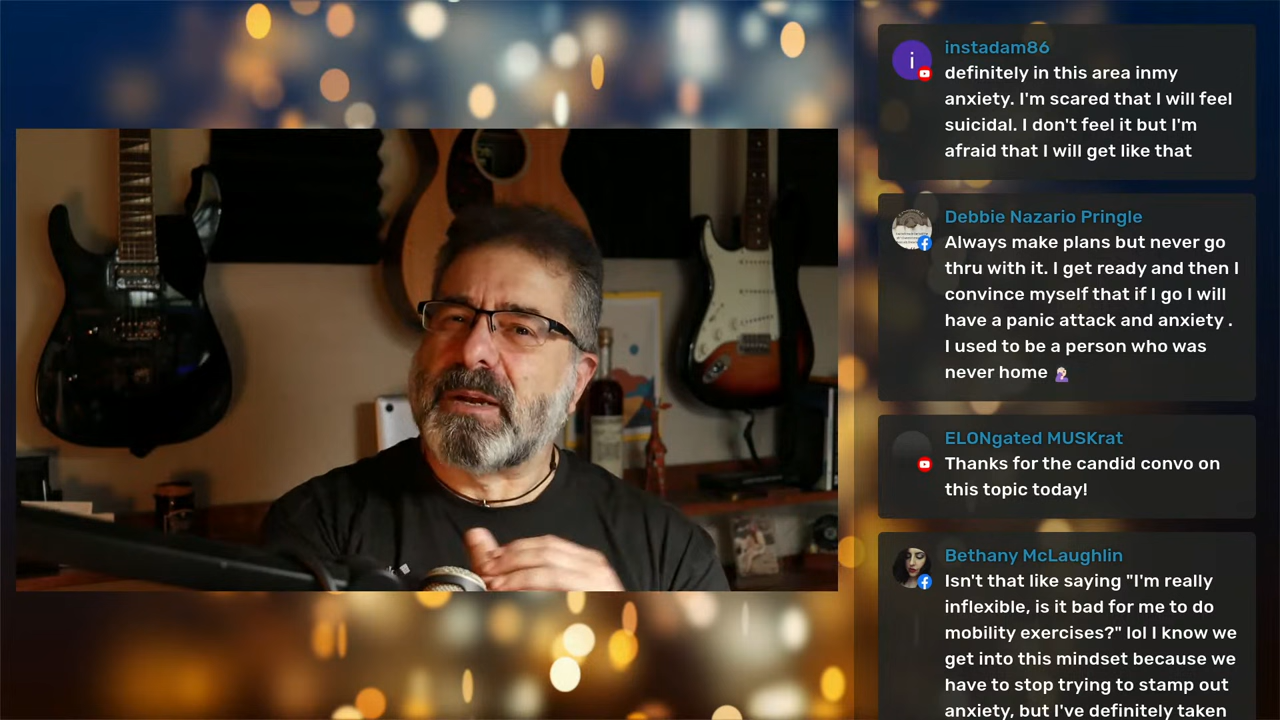 instadam86
definitely in this area inmy
anxiety. I'm scared that I will feel
suicidal. I don't feel it but I'm
afraid that I will get like that
Debbie Nazario Pringle
Always make plans but never go
thru with it. I get ready and then I
convince myself that if I go I will
have a panic attack and anxiety .
I used to be a person who was
never home 🤦🏼‍♀️
ELONgated MUSKrat
Thanks for the candid convo on
this topic today!
Bethany McLaughlin
Isn't that like saying "I'm really
inflexible, is it bad for me to do
mobility exercises?" lol I know we
get into this mindset because we
have to stop trying to stamp out
anxiety, but I've definitely taken